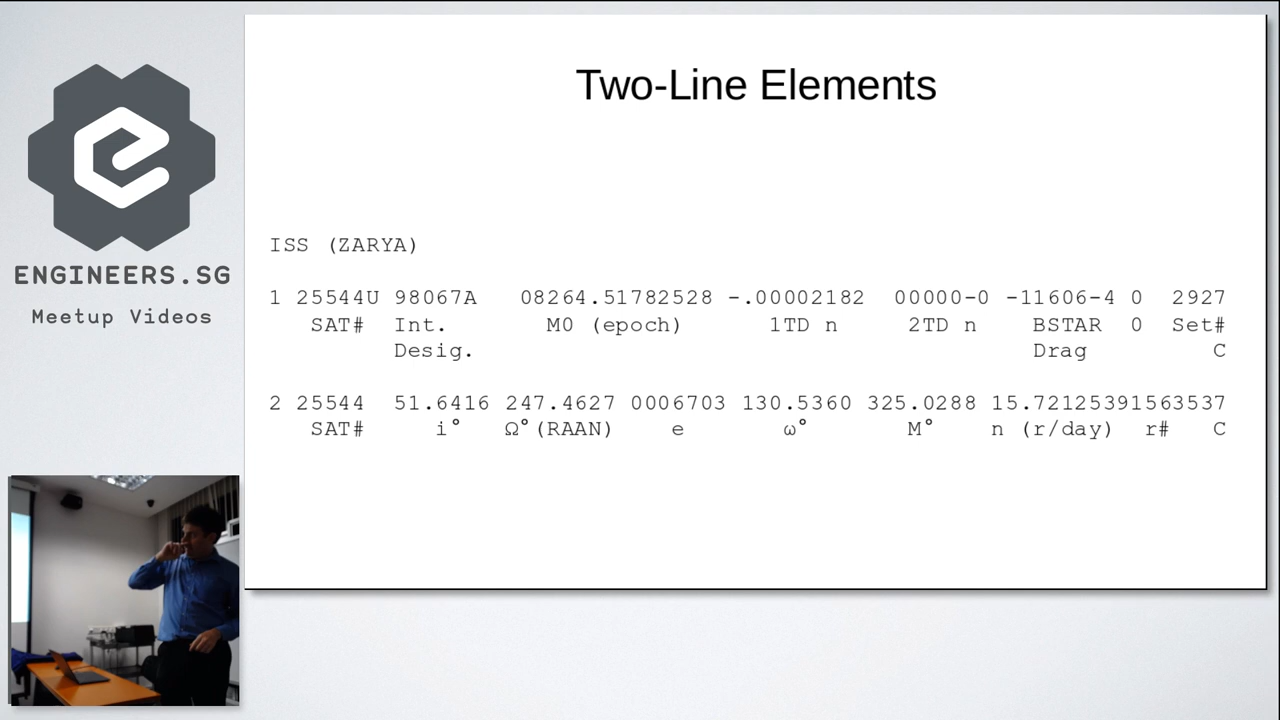 Two-Line Elements
ISS (ZARYA)
1 25544U 98067A 08264.51782528 -.00002182 00000-0 -11606-4 0 2927
SAT# Int. M0 (epoch) 1TD n 2TD n BSTAR 0 Set#
Desig. Drag C
2 25544 51.6416 247.4627 0006703 130.5360 325.0288 15.72125391563537
SAT# i° Ω°(RAAN) e ω° M° n (r/day) r# C
ENGINEERS.SG
Meetup Videos